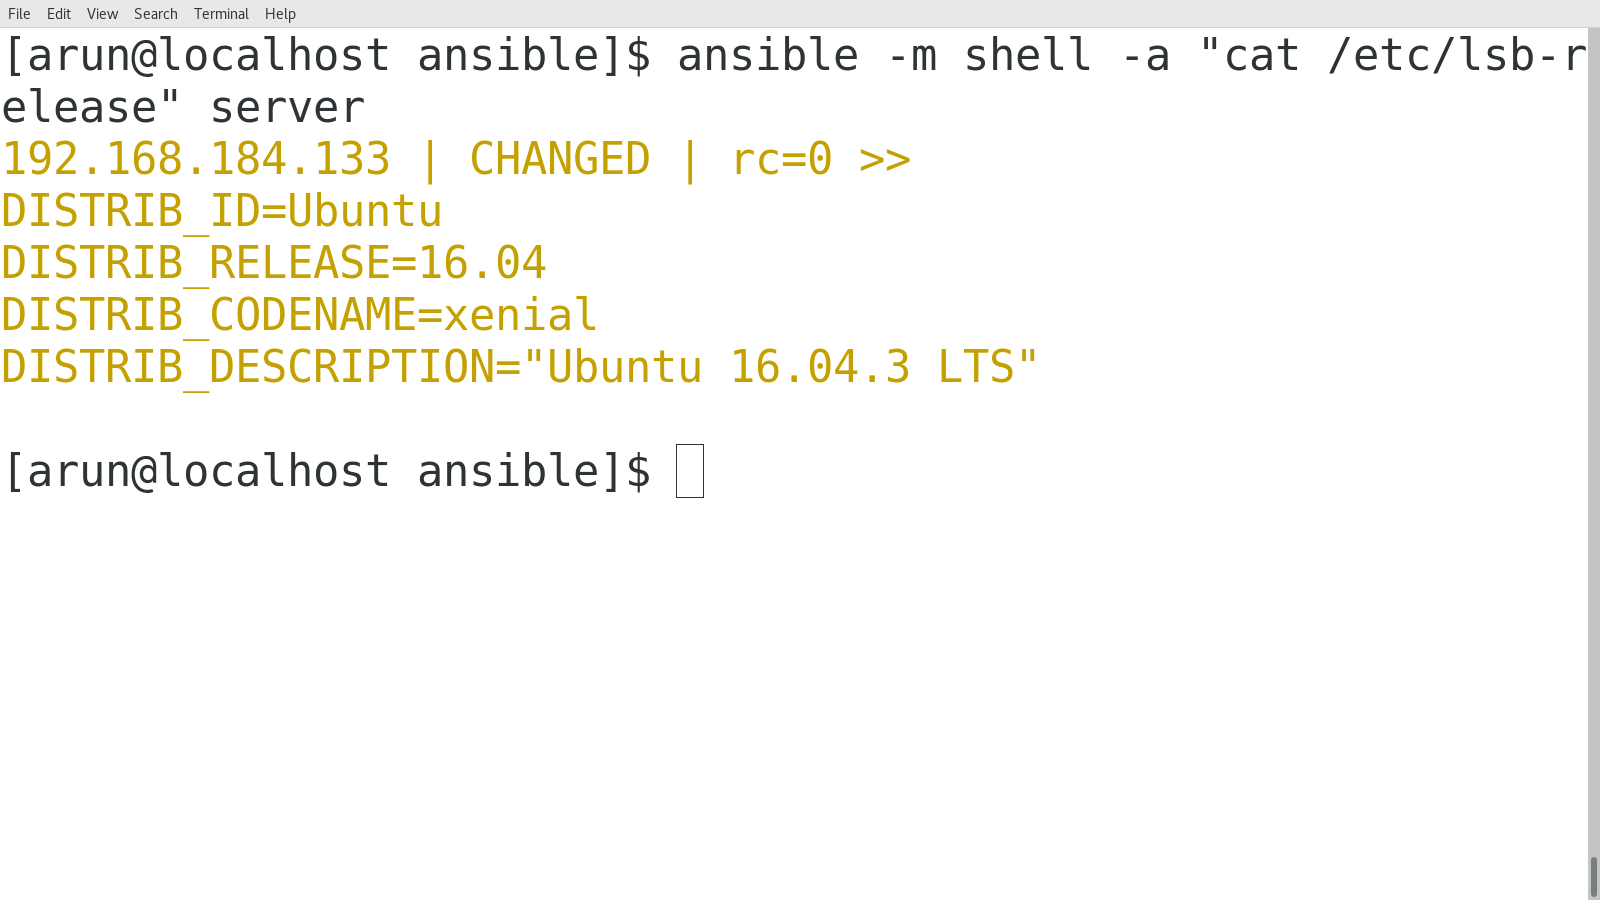 File Edit View Search Terminal Help
[arun@localhost ansible]$ ansible -m shell -a "cat /etc/lsb-r
elease" server
192.168.184.133 | CHANGED | rc=0 >>
DISTRIB_ID=Ubuntu
DISTRIB_RELEASE=16.04
DISTRIB_CODENAME=xenial
DISTRIB_DESCRIPTION="Ubuntu 16.04.3 LTS"
[arun@localhost ansible]$